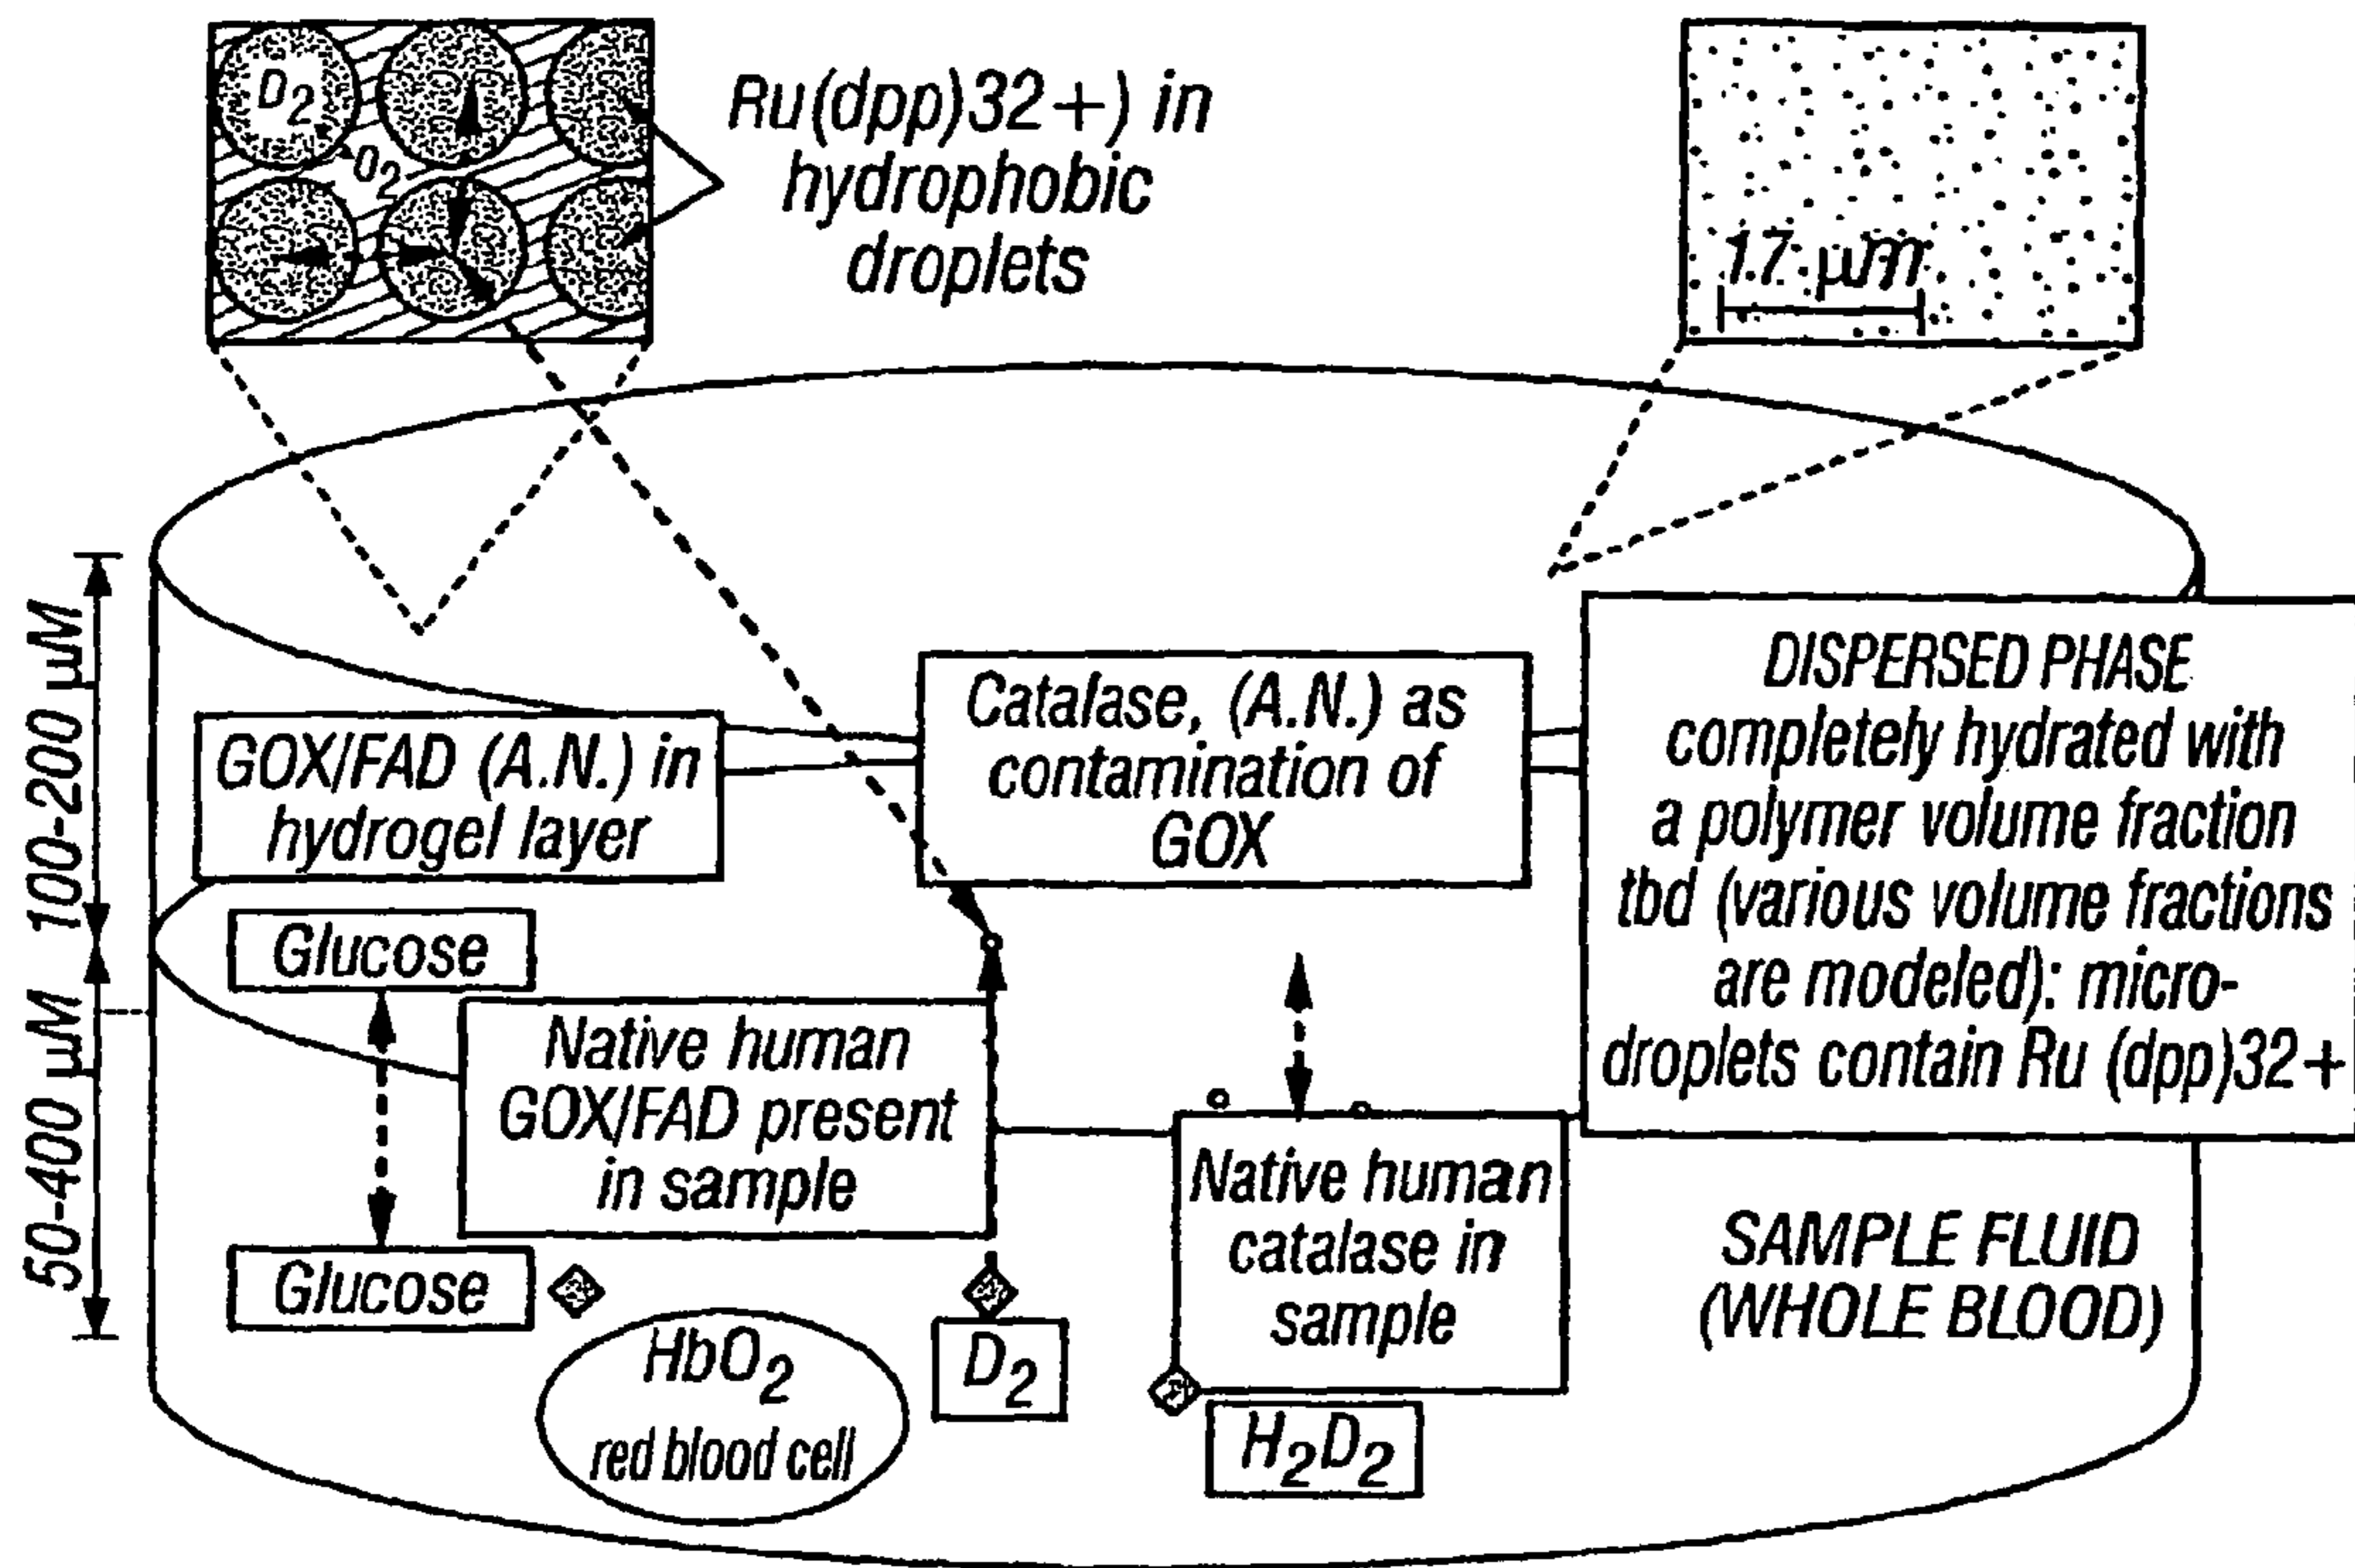 D2
O2
Ru(dpp)32+) in
hydrophobic
droplets
17 μm
100-200 μM
50-400 μM
GOX/FAD (A.N.) in
hydrogel layer
Catalase, (A.N.) as
contamination of
GOX
DISPERSED PHASE
completely hydrated with
a polymer volume fraction
tbd (various volume fractions
are modeled): micro-
droplets contain Ru (dpp)32+
Glucose
Native human
GOX/FAD present
in sample
Native human
catalase in
sample
SAMPLE FLUID
(WHOLE BLOOD)
Glucose
HbO2
red blood cell
D2
H2D2